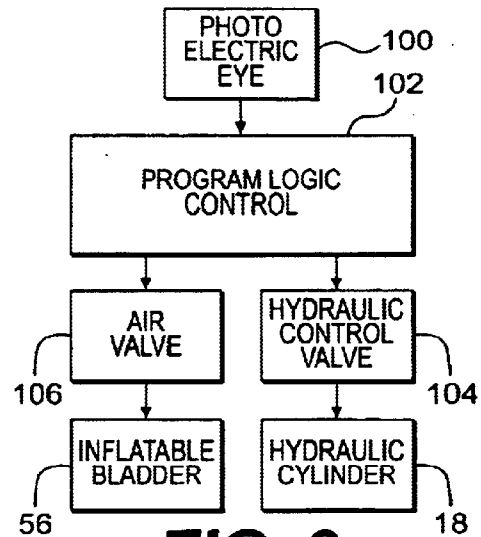 PHOTO
ELECTRIC
EYE
100
102
PROGRAM LOGIC
CONTROL
AIR
VALVE
HYDRAULIC
CONTROL
VALVE
106
104
INFLATABLE
BLADDER
HYDRAULIC
CYLINDER
56
18